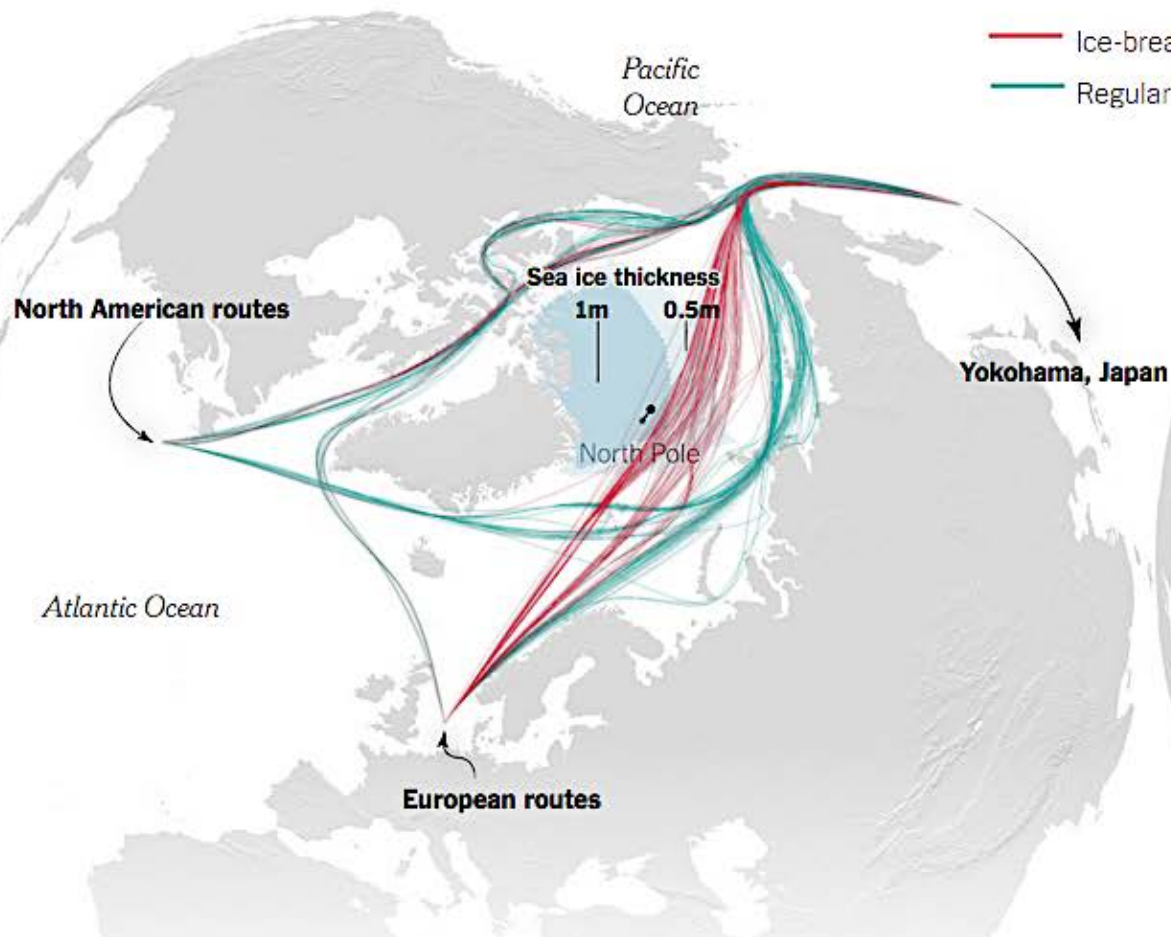 Pacific
Ocean
Ice-brea
Regular
Sea ice thickness
1m
0.5m
North American routes
Yokohama, Japan
North Pole
Atlantic Ocean
European routes